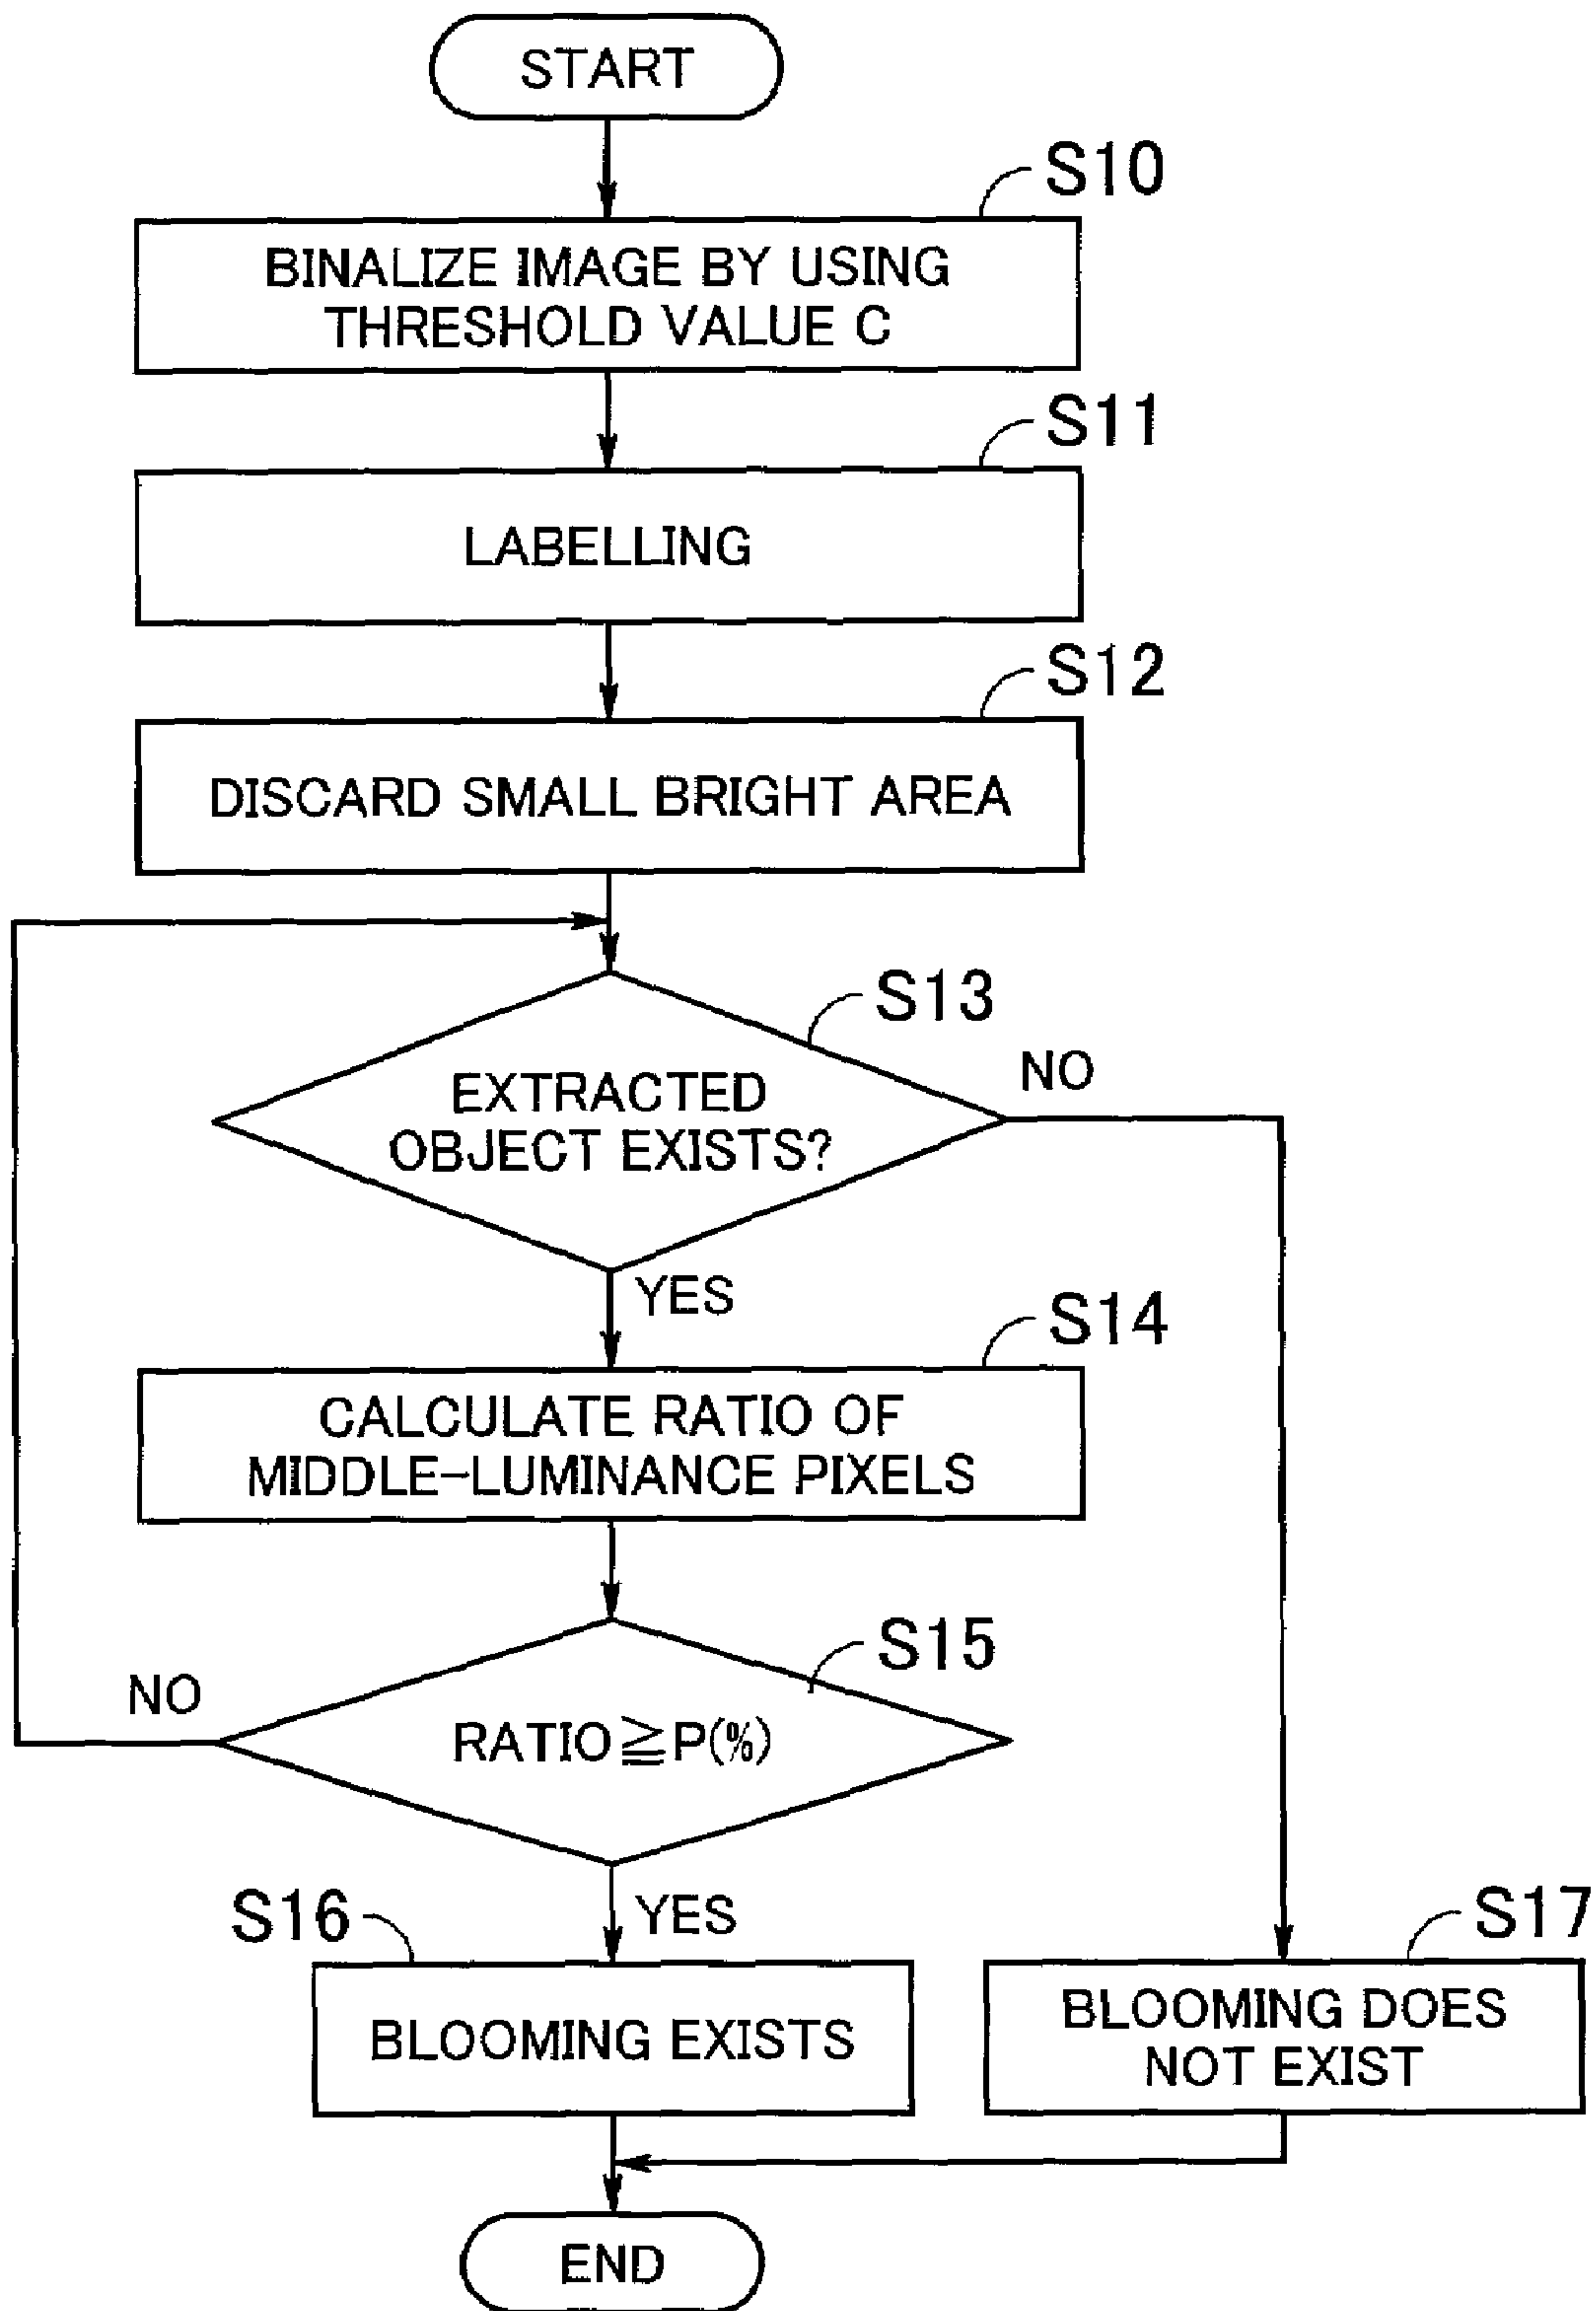 START
S10
BINALIZE IMAGE BY USING
THRESHOLD VALUE C
S11
LABELLING
S12
DISCARD SMALL BRIGHT AREA
S13
EXTRACTED
OBJECT EXISTS?
NO
YES
S14
CALCULATE RATIO OF
MIDDLE-LUMINANCE PIXELS
S15
NO
RATIO≧P(%)
YES
S16
BLOOMING EXISTS
S17
BLOOMING DOES
NOT EXIST
END